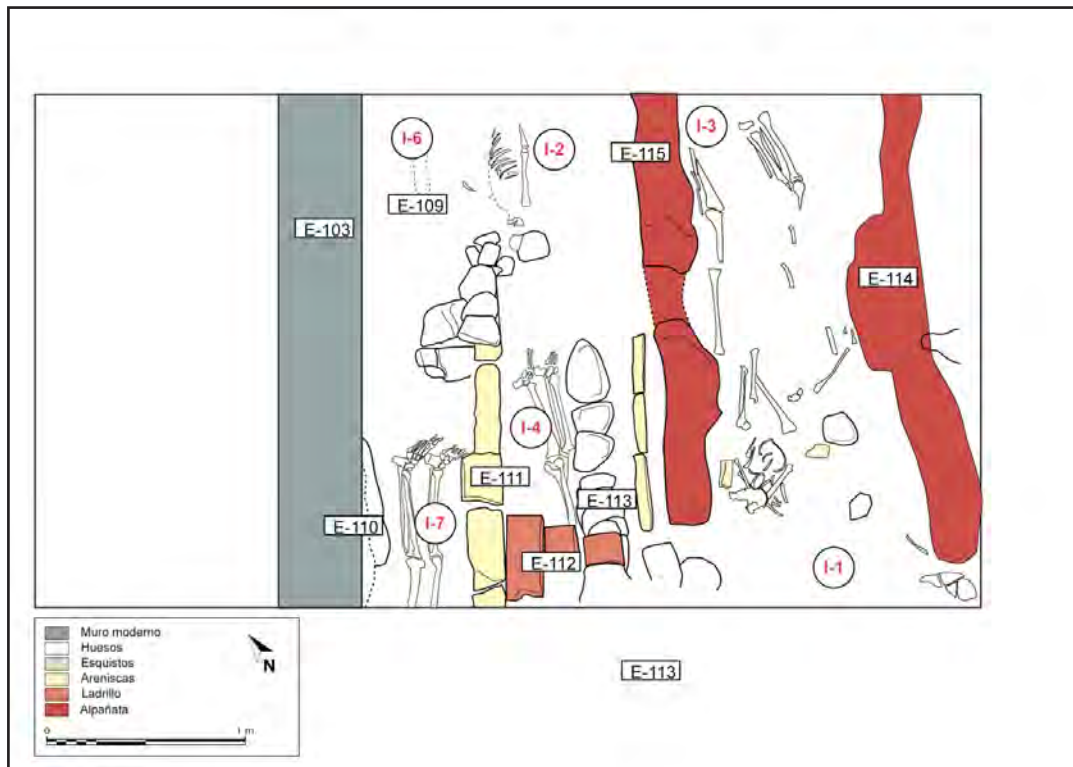 I-6
I-2
I-3
E-115
E-109
E-103
E-114
I-4
E-111
E-113
E-110
I-7
E-112
I-1
Muro moderno
Huesos
Esquistos
Areniscas
Ladrillo
Alpañata
N
0 1 m
E-113